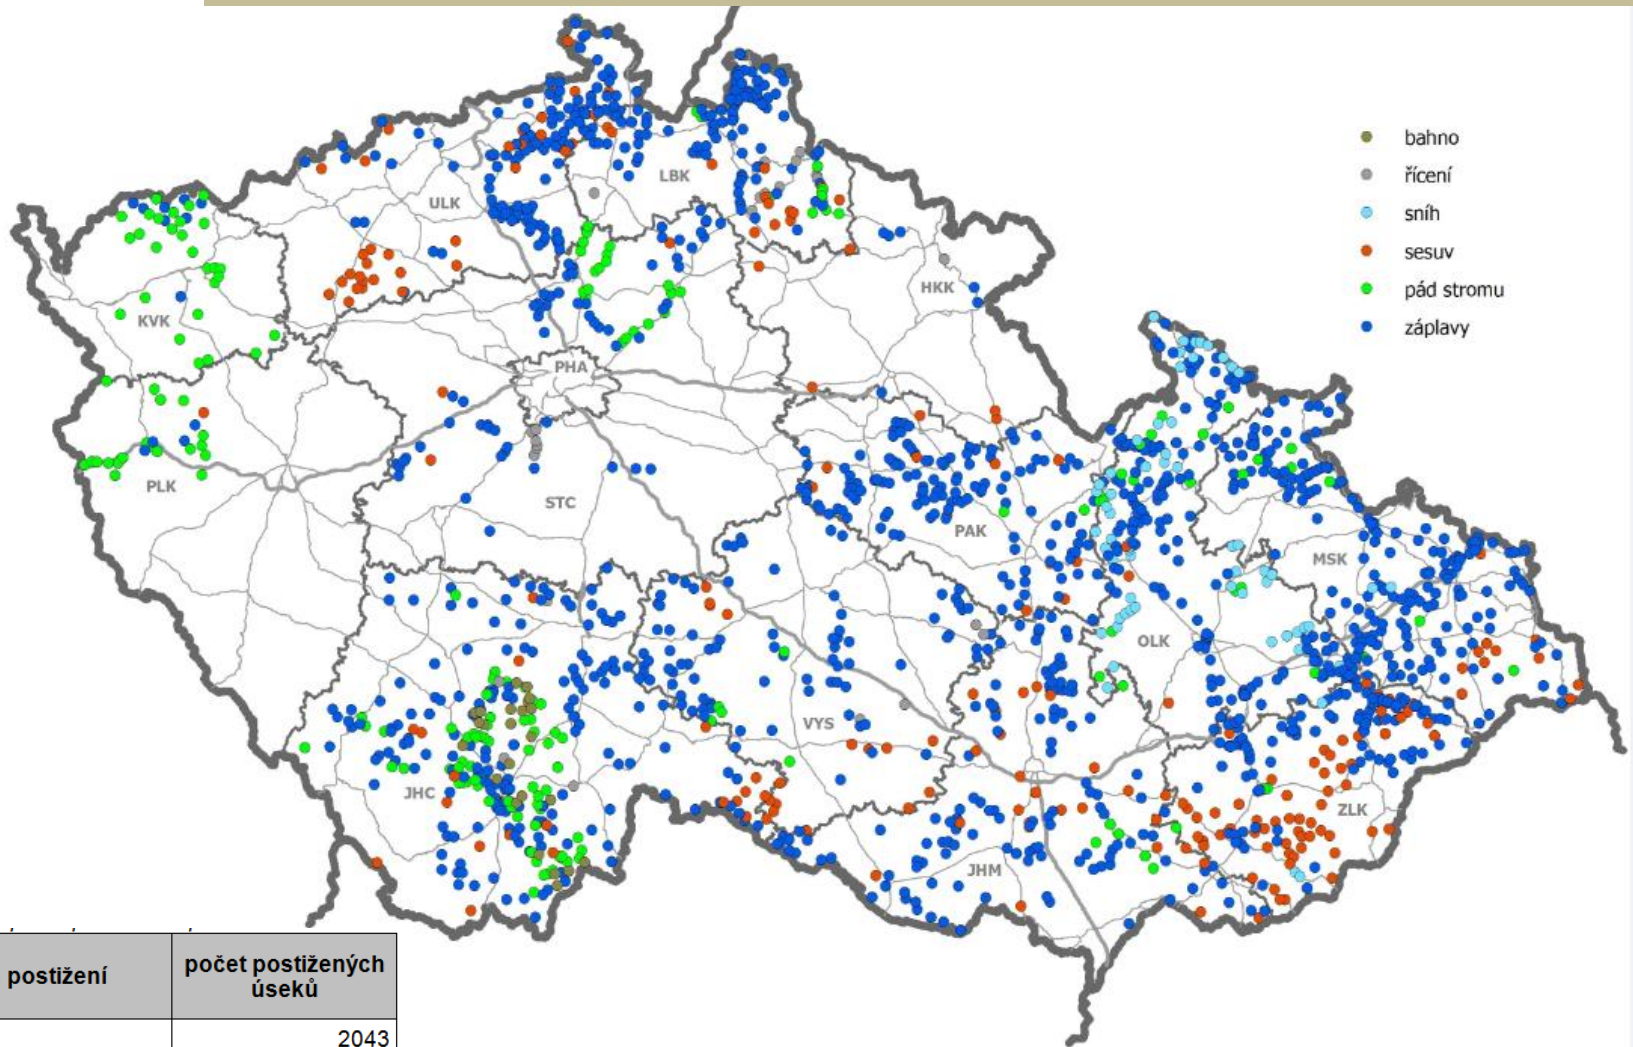 bahno
řícení
sníh
sesuv
pád stromu
záplavy
LBK
ULK
HKK
KVK
PHA
PLK
STC
PAK
MSK
OLK
VYS
JHC
ZLK
JHM
postižení
počet postižených
úseků
2043